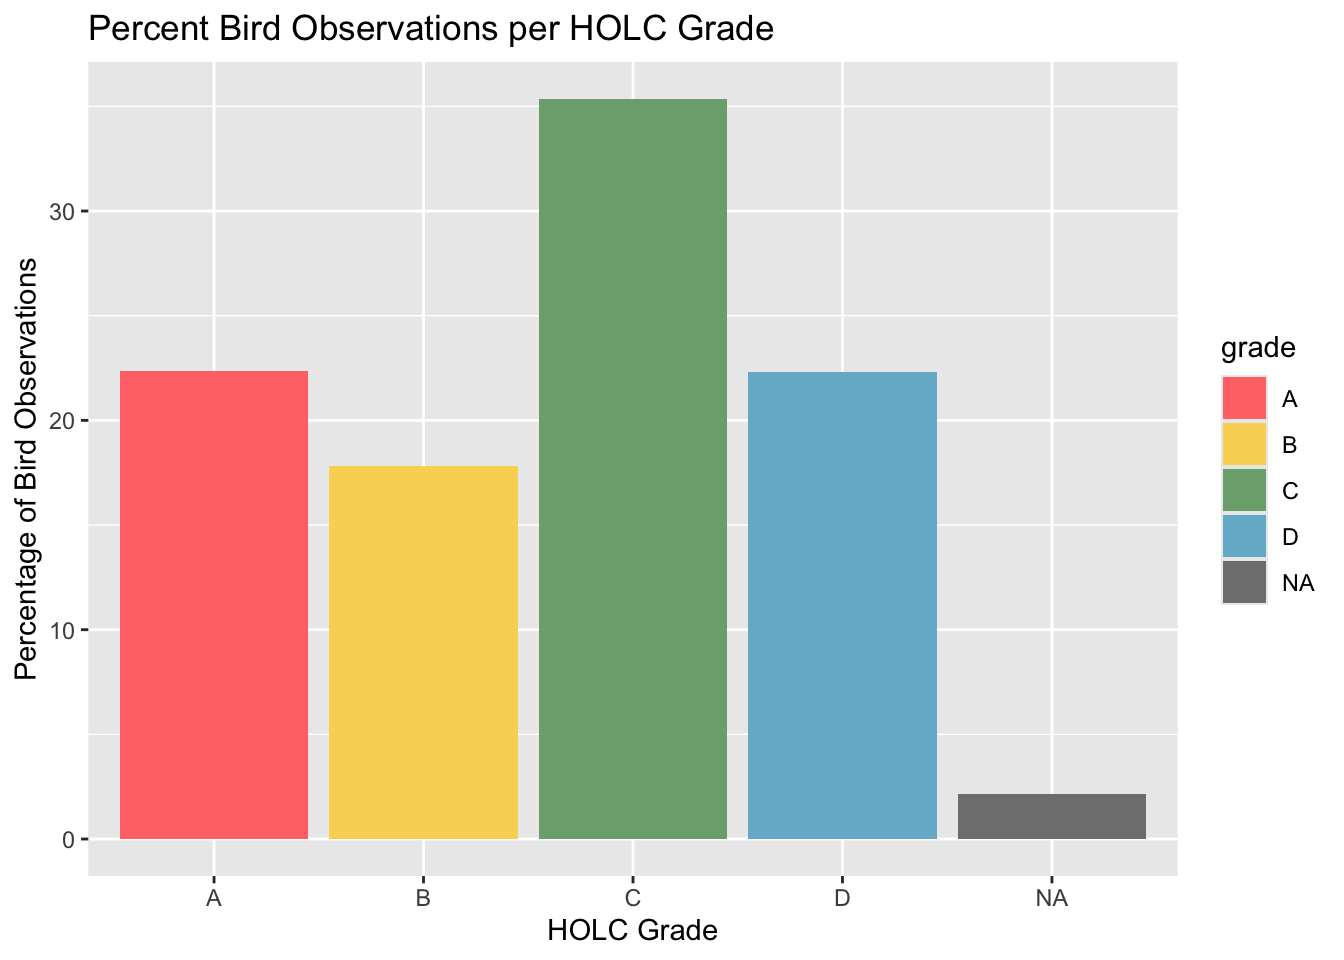 Percent Bird Observations per HOLC Grade
Percentage of Bird Observations
30
20
10
0
A
B
C
D
NA
HOLC Grade
grade
A
B
C
D
NA